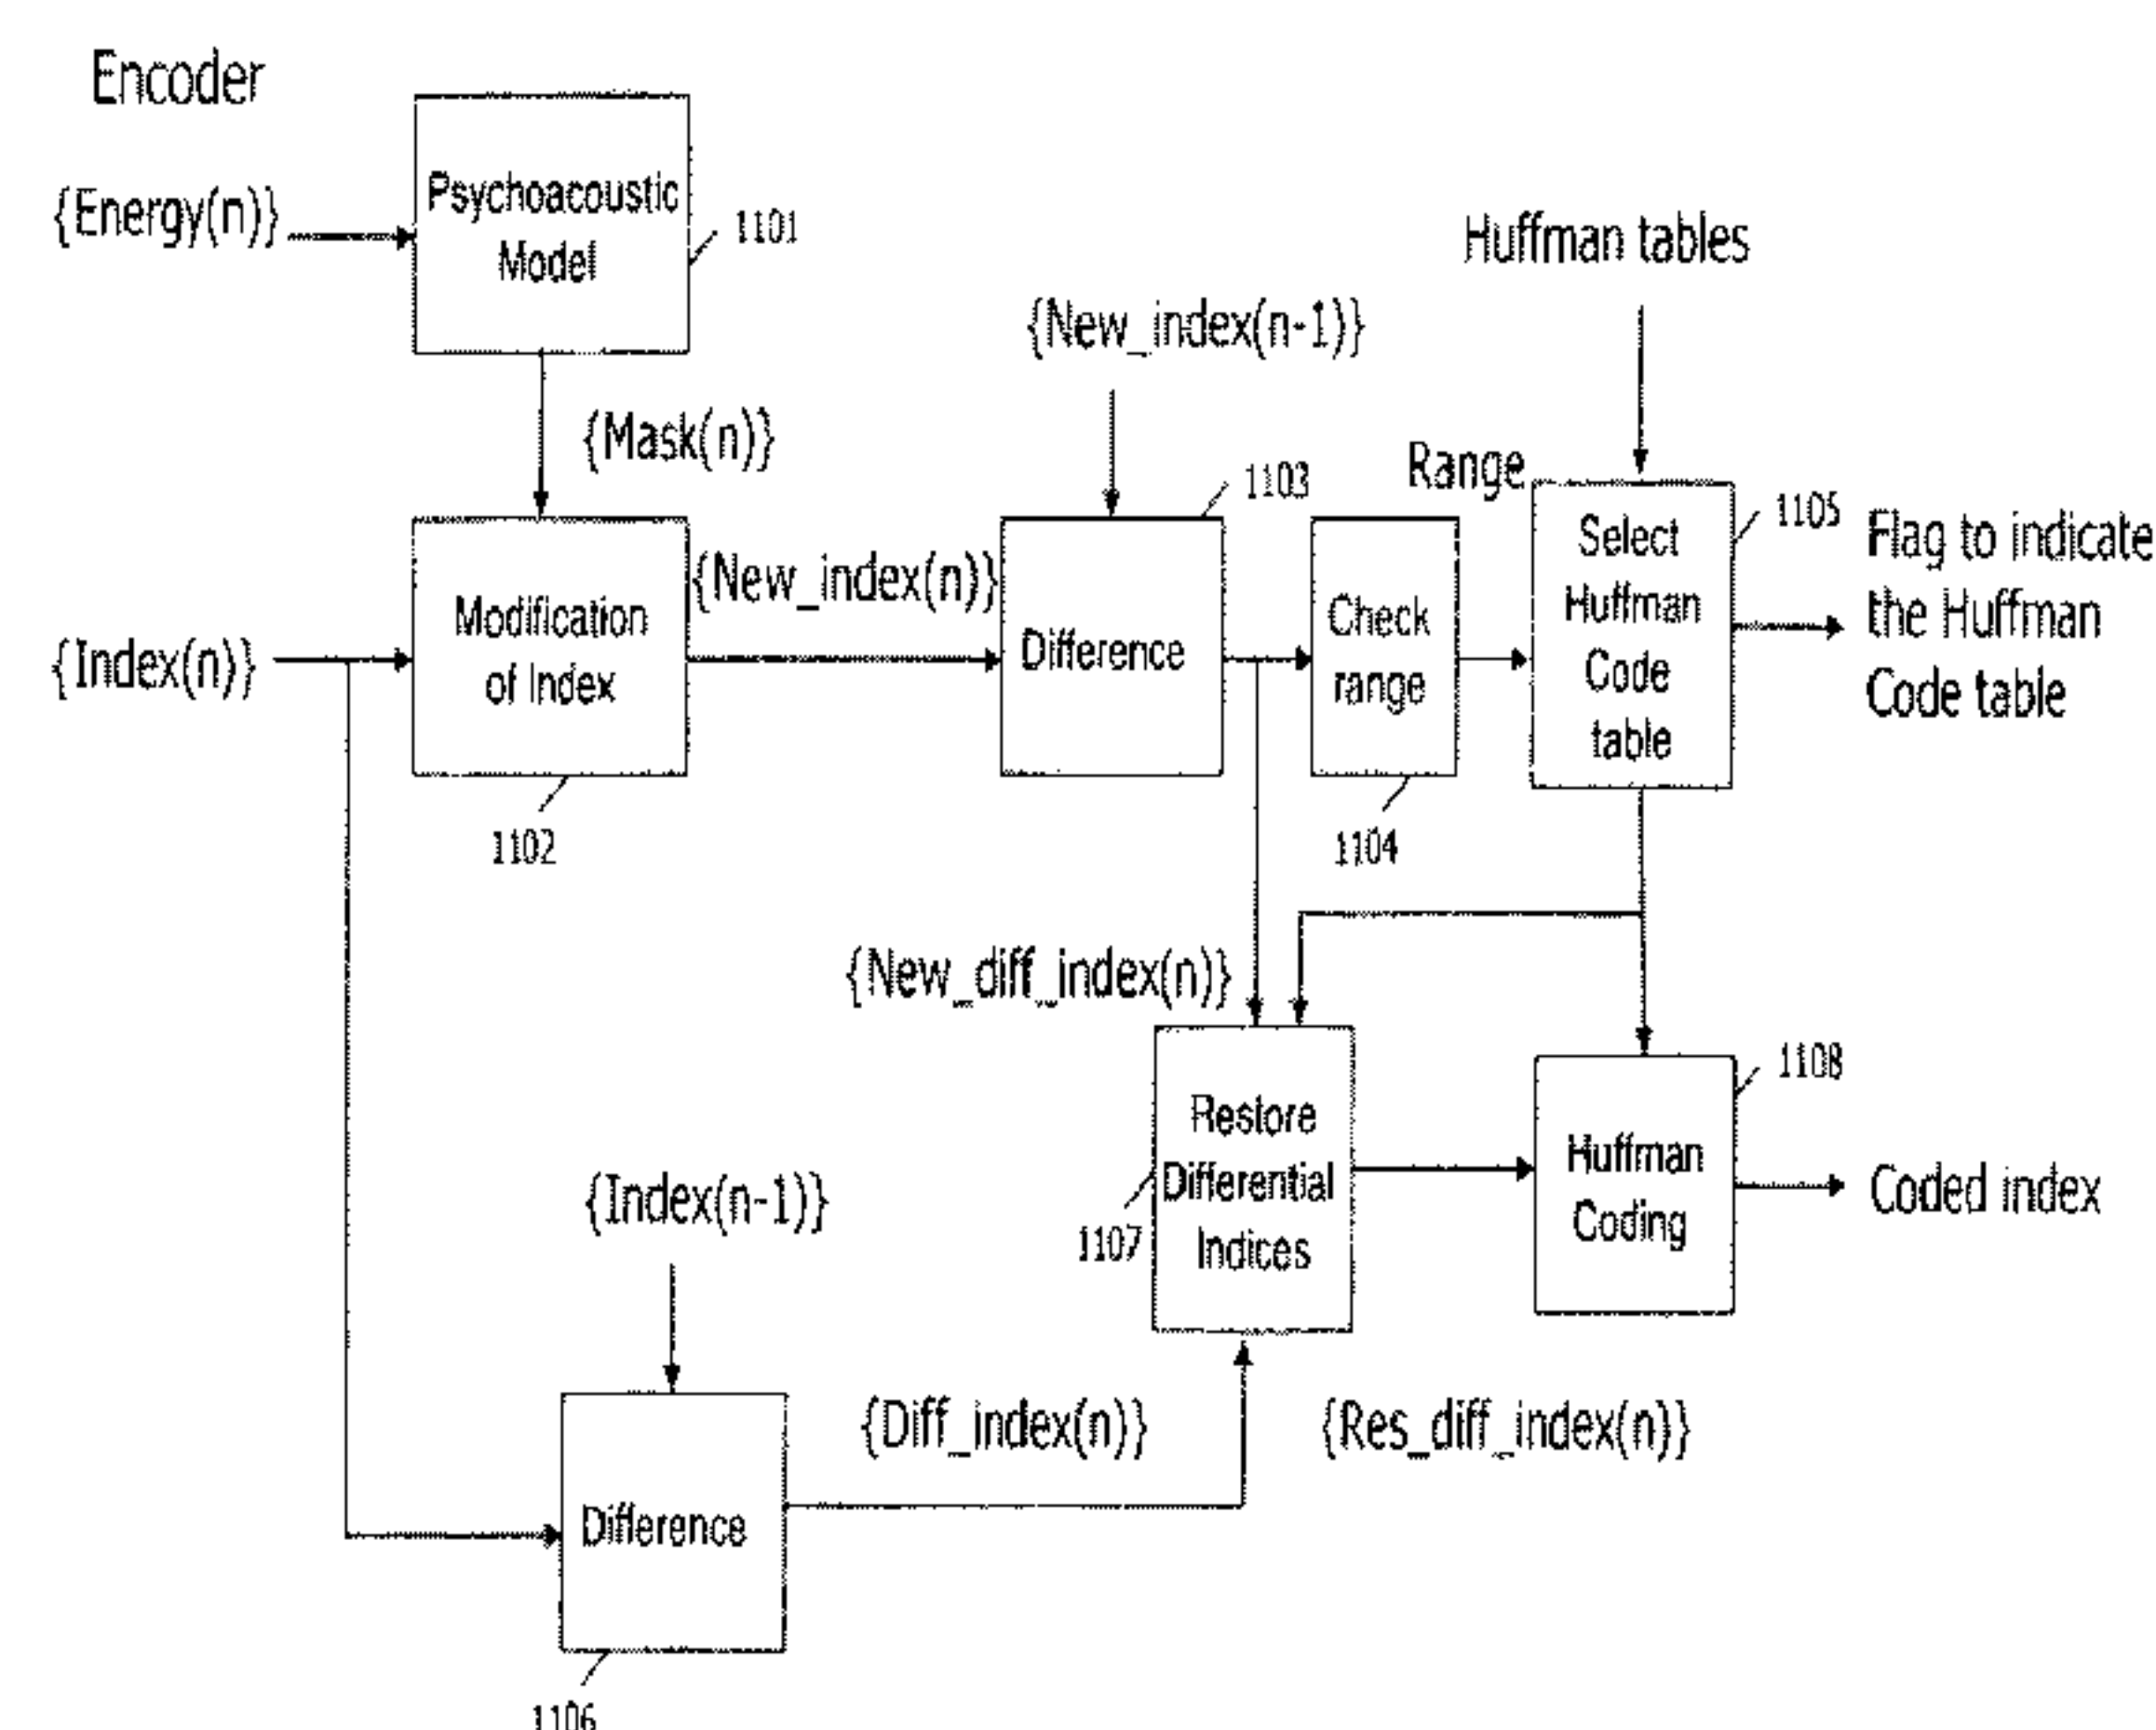 Encoder
{Energy(n)}
Psychoacoustic
Model
1101
{Mask(n)}
{New_index(n-1)}
Huffman tables
{Index(n)}
Modification
of Index
1102
{New_index(n)}
Difference
1103
Check
range
1104
Range
Select
Huffman
Code
table
1105
Flag to indicate
the Huffman
Code table
{New_diff_index(n)}
Restore
Differential
Indices
1107
Huffman
Coding
1108
Coded index
{Index(n-1)}
Difference
1106
{Diff_index(n)}
{Res_diff_index(n)}